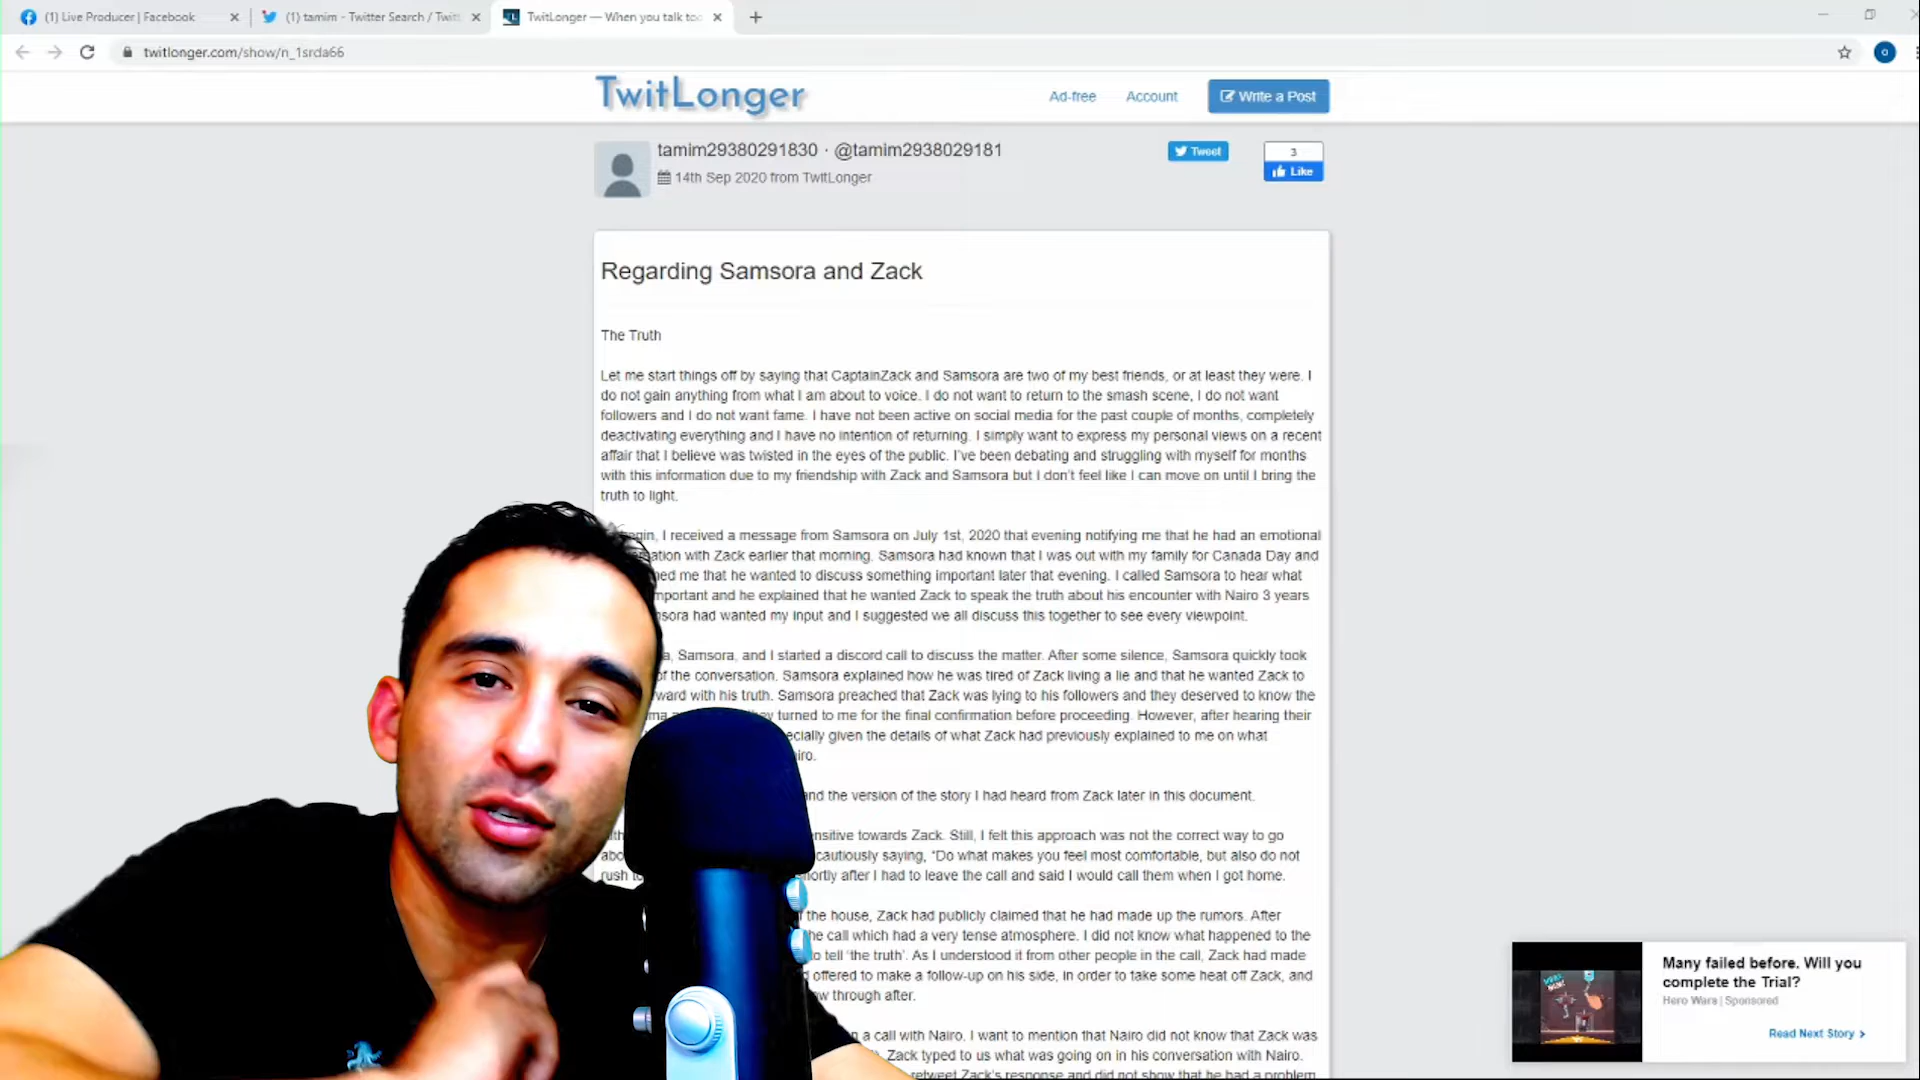 (1) Live Producer | Facebook
(1) tamim - Twitter Search / Twitt
TwitLonger — When you talk too
twitlonger.com/show/n_1srda66
TwitLonger
Ad-free
Account
Write a Post
tamim29380291830 · @tamim2938029181
14th Sep 2020 from TwitLonger
Tweet
3
Like
Regarding Samsora and Zack
The Truth
Let me start things off by saying that CaptainZack and Samsora are two of my best friends, or at least they were. I
do not gain anything from what I am about to voice. I do not want to return to the smash scene, I do not want
followers and I do not want fame. I have not been active on social media for the past couple of months, completely
deactivating everything and I have no intention of returning. I simply want to express my personal views on a recent
affair that I believe was twisted in the eyes of the public. I've been debating and struggling with myself for months
with this information due to my friendship with Zack and Samsora but I don't feel like I can move on until I bring the
truth to light.
I received a message from Samsora on July 1st, 2020 that evening notifying me that he had an emotional
with Zack earlier that morning. Samsora had known that I was out with my family for Canada Day and
me that he wanted to discuss something important later that evening. I called Samsora to hear what
and he explained that he wanted Zack to speak the truth about his encounter with Nairo 3 years
had wanted my input and I suggested we all discuss this together to see every viewpoint.
Samsora, and I started a discord call to discuss the matter. After some silence, Samsora quickly took
of the conversation. Samsora explained how he was tired of Zack living a lie and that he wanted Zack to
with his truth. Samsora preached that Zack was lying to his followers and they deserved to know the
they turned to me for the final confirmation before proceeding. However, after hearing their
given the details of what Zack had previously explained to me on what
and the version of the story I had heard from Zack later in this document.
towards Zack. Still, I felt this approach was not the correct way to go
cautiously saying, "Do what makes you feel most comfortable, but also do not
rush
after I had to leave the call and said I would call them when I got home.
the house, Zack had publicly claimed that he had made up the rumors. After
the call which had a very tense atmosphere. I did not know what happened to the
to tell 'the truth'. As I understood it from other people in the call, Zack had made
offered to make a follow-up on his side, in order to take some heat off Zack, and
through after.
a call with Nairo. I want to mention that Nairo did not know that Zack was
Zack typed to us what was going on in his conversation with Nairo.
retweet Zack's response and did not show that he had a problem
Many failed before. Will you
complete the Trial?
Hero Wars | Sponsored
Read Next Story >